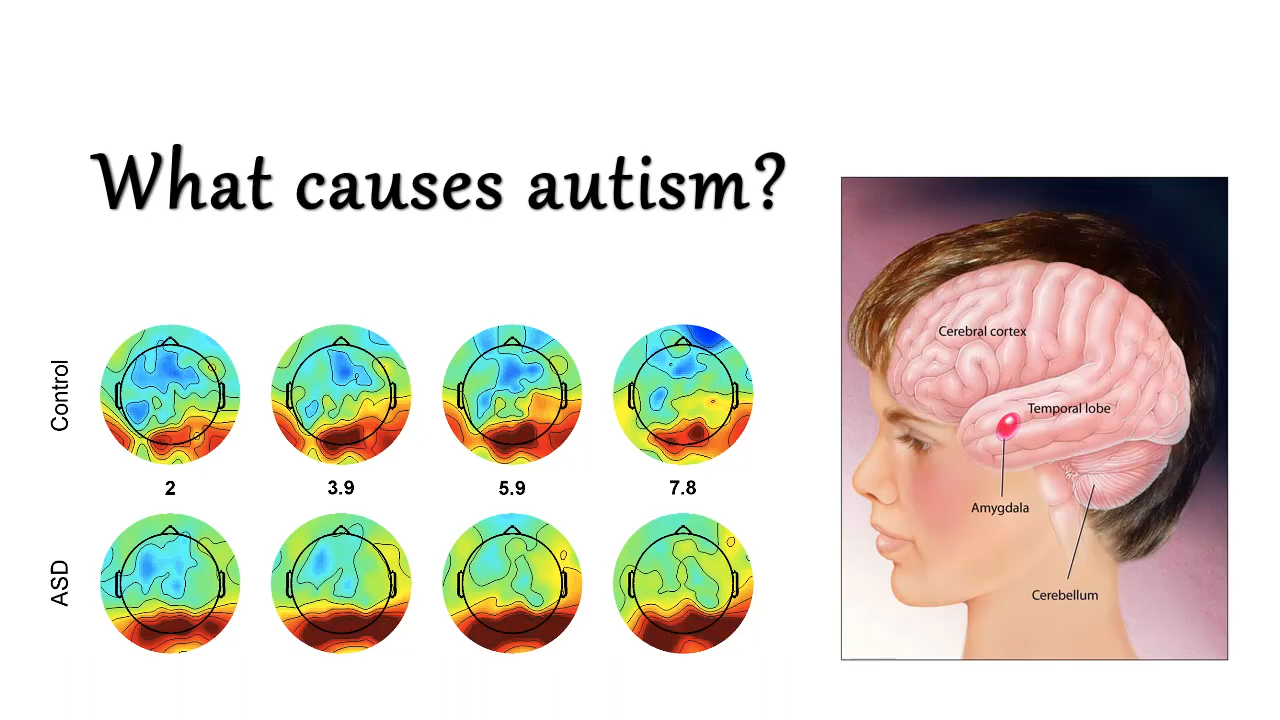 What causes autism?
Control
2 3.9 5.9 7.8
ASD
Cerebral cortex
Temporal lobe
Amygdala
Cerebellum